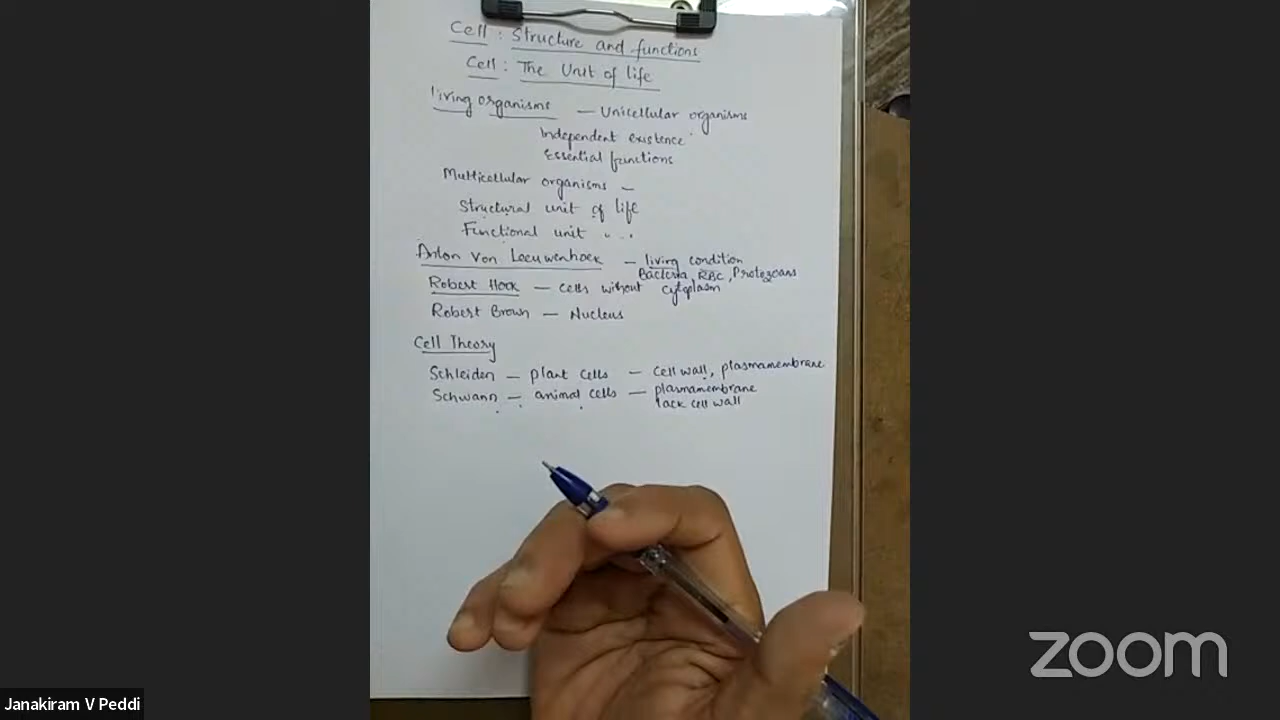 Cell : Structure and functions
Cell : The Unit of life
Living organisms — Unicellular organisms
Independent existence
Essential functions
Multicellular organisms —
Structural unit of life
Functional unit " "
Anton Von Leeuwenhoek — living condition
Bacteria, RBC, Protozoans
Robert Hook — cells without cytoplasm
Robert Brown — Nucleus
Cell Theory
Schleiden — plant cells — cell wall, plasmamembrane
Schwann — animal cells — plasmamembrane
lack cell wall
zoom
Janakiram V Peddi